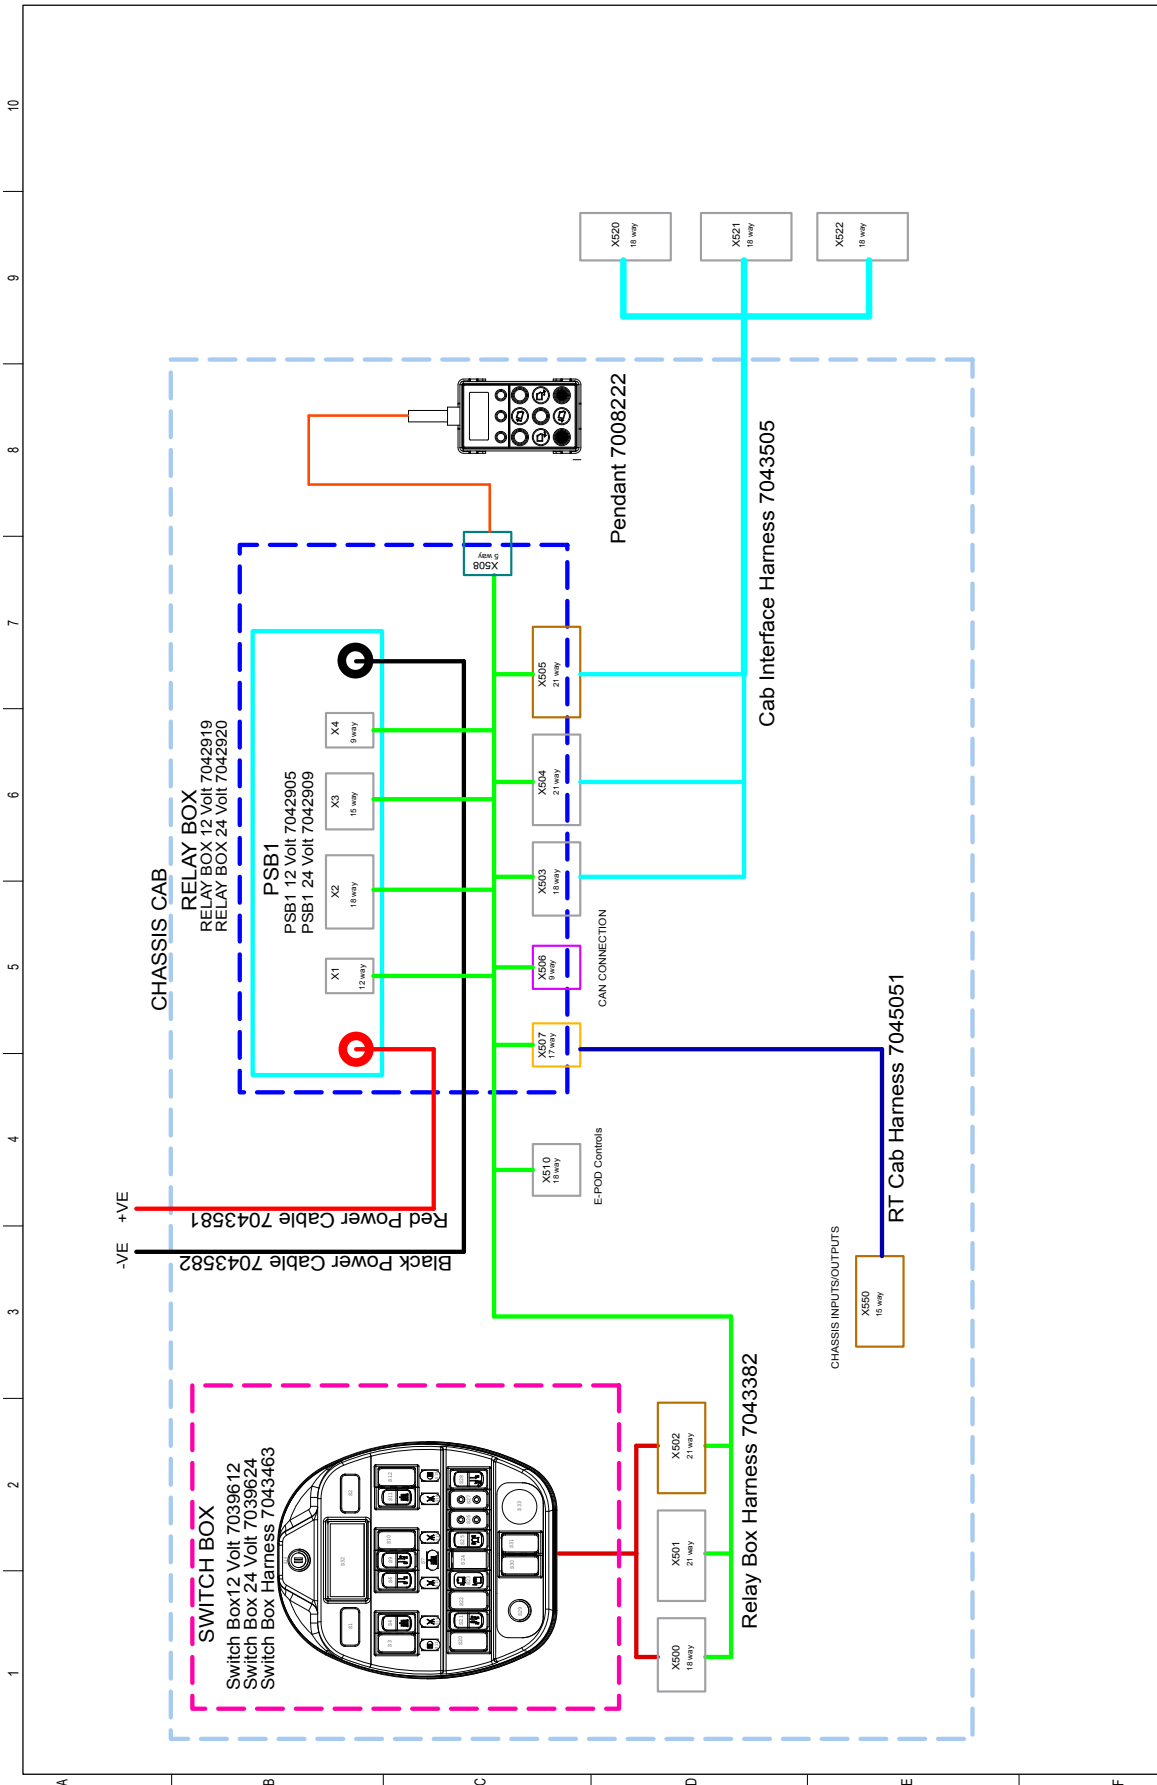 CHASSIS CAB
RELAY BOX
RELAY BOX 12 Volt 7042919
RELAY BOX 24 Volt 7042920
PSB1
PSB1 12 Volt 7042905
PSB1 24 Volt 7042909
X1
12 way
X2
18 way
X3
15 way
X4
9 way
X508
5 way
Pendant 7008222
X507
17 way
X506
9 way
CAN CONNECTION
X503
18 way
X504
21 way
X505
21 way
X510
18 way
E-POD Controls
X520
18 way
X521
18 way
X522
18 way
Cab Interface Harness 7043505
-VE
+VE
Red Power Cable 7043581
Black Power Cable 7043582
SWITCH BOX
Switch Box12 Volt 7039612
Switch Box 24 Volt 7039624
Switch Box Harness 7043463
X500
18 way
X501
21 way
X502
21 way
Relay Box Harness 7043382
CHASSIS INPUTS/OUTPUTS
X550
15 way
RT Cab Harness 7045051
1
2
3
4
5
6
7
8
9
10
A
B
C
D
E
F